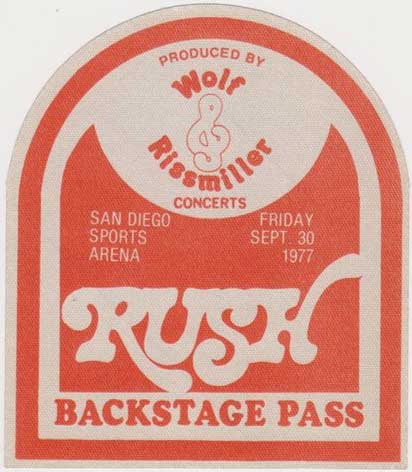 PRODUCED BY
Wolf
&
Rissmiller
CONCERTS
SAN DIEGO FRIDAY
SPORTS SEPT. 30
ARENA 1977
RUSH
BACKSTAGE PASS